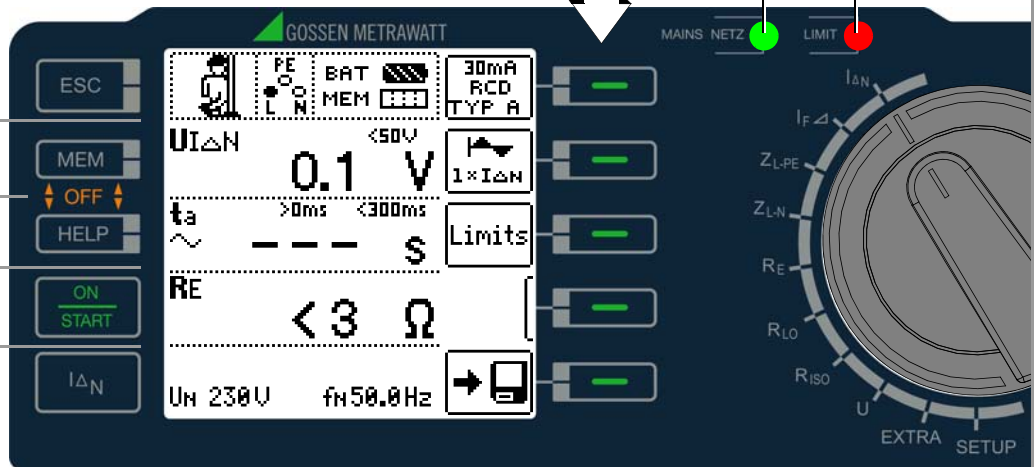 GOSSEN METRAWATT
MAINS NETZ
LIMIT
ESC
MEM
OFF
HELP
ON
START
IΔN
PE
L N
BAT
MEM
30mA
RCD
TYP A
UI△N <50V
0.1 V
1×I△N
ta >0ms <300ms
--- s
Limits
RE
<3 Ω
UN 230V fN50.0Hz
IΔN
IF
ZL-PE
ZL-N
RE
RLO
RISO
U
EXTRA
SETUP